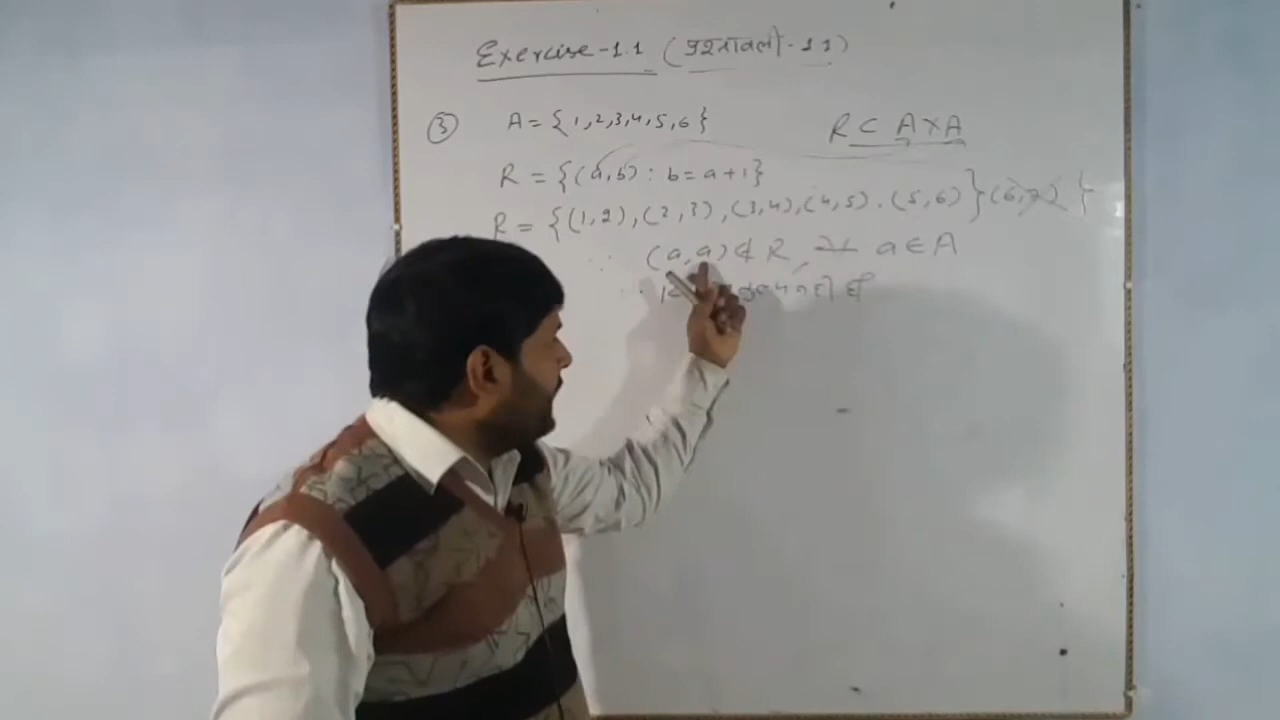 Exercise-1.1 (प्रश्नावली-1.1)
③ A = {1,2,3,4,5,6} R ⊂ A×A
R = {(a,b) : b = a+1}
R = {(1,2),(2,3),(3,4),(4,5),(5,6)}(6,7)}
∴ (a,a) ∉ R, a ∈ A
∴ नहीं है